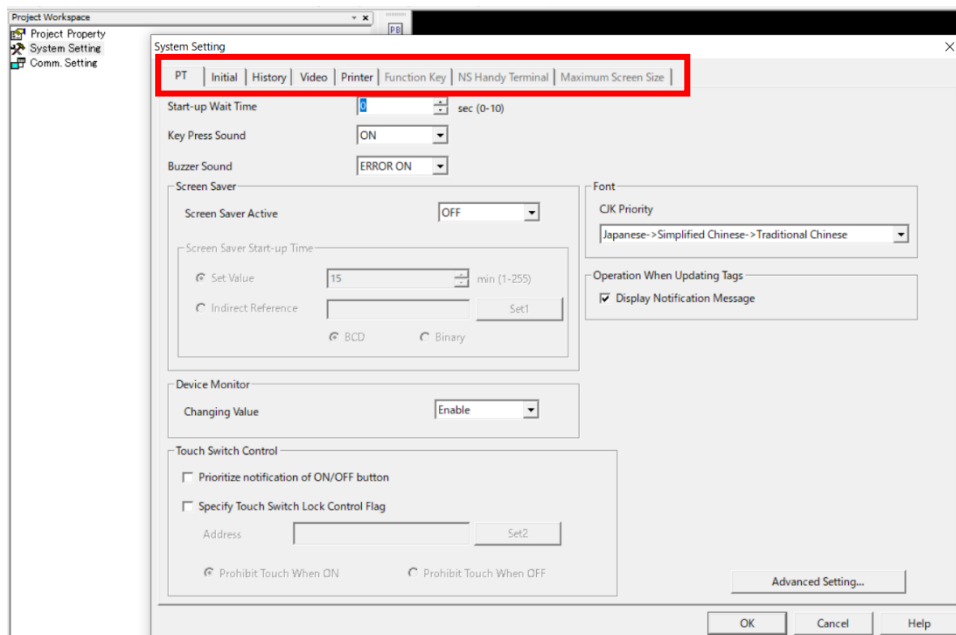 Project Workspace
Project Property
System Setting
Comm. Setting
System Setting
PT Initial History Video Printer Function Key NS Handy Terminal Maximum Screen Size
Start-up Wait Time 0 sec (0-10)
Key Press Sound ON
Buzzer Sound ERROR ON
Screen Saver
Screen Saver Active OFF
Screen Saver Start-up Time
Set Value 15 min (1-255)
Indirect Reference Set1
BCD Binary
Font
CJK Priority
Japanese->Simplified Chinese->Traditional Chinese
Operation When Updating Tags
Display Notification Message
Device Monitor
Changing Value Enable
Touch Switch Control
Prioritize notification of ON/OFF button
Specify Touch Switch Lock Control Flag
Address Set2
Prohibit Touch When ON Prohibit Touch When OFF
Advanced Setting...
OK Cancel Help